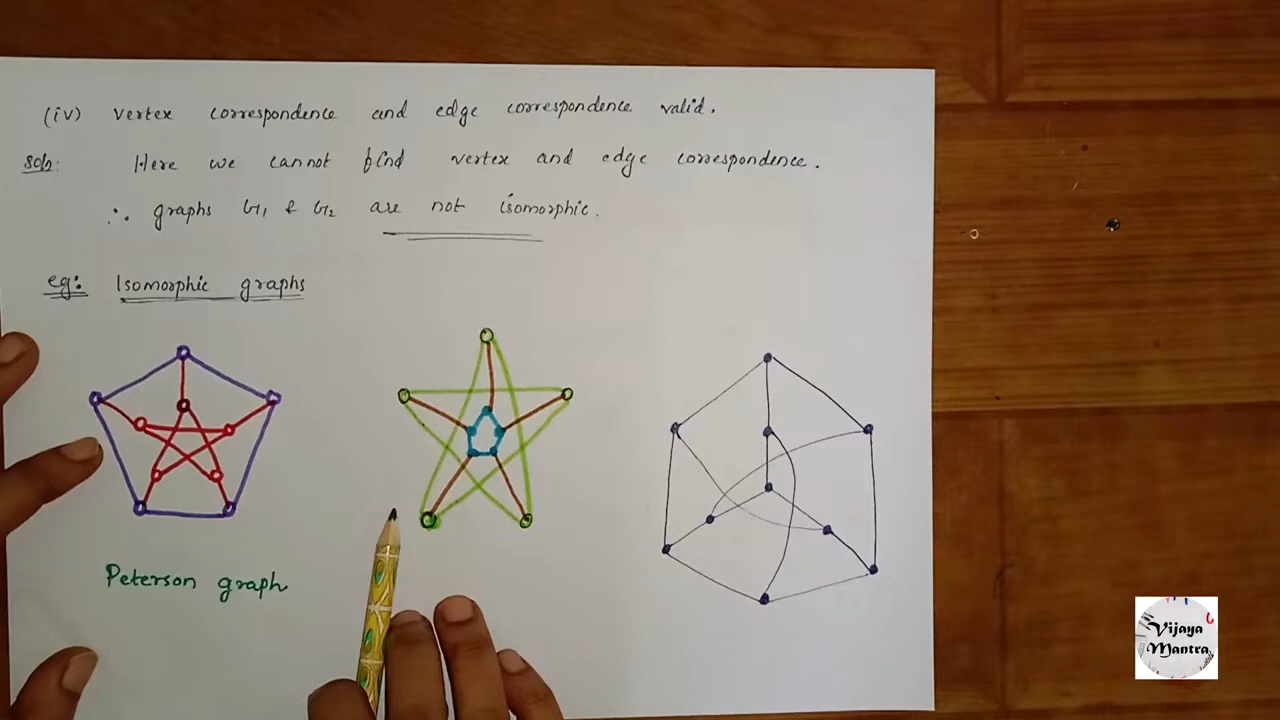 (iv) Vertex correspondence and edge correspondence valid.
Soln: Here we cannot find vertex and edge correspondence.
∴ graphs G1 & G2 are not isomorphic.
eg: Isomorphic graphs
Peterson graph
Vijaya
Mantra